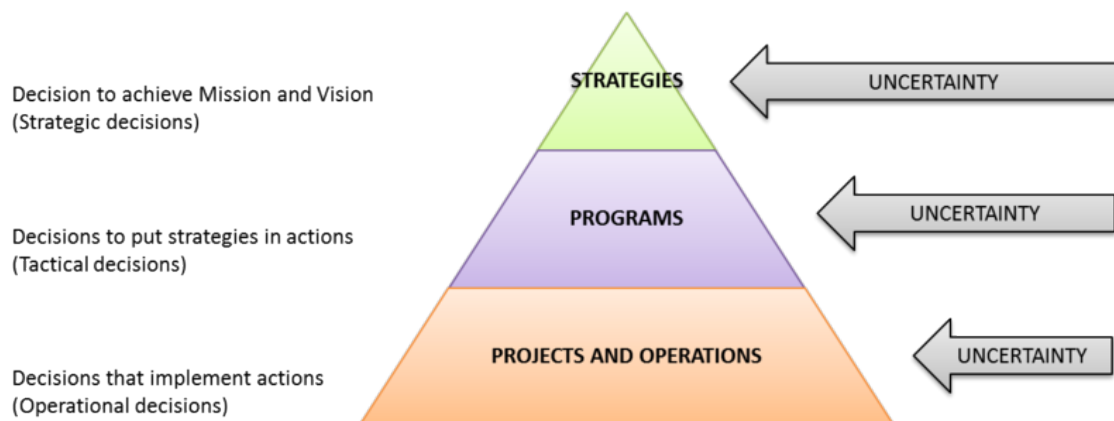 STRATEGIES
UNCERTAINTY
Decision to achieve Mission and Vision
(Strategic decisions)
PROGRAMS
UNCERTAINTY
Decisions to put strategies in actions
(Tactical decisions)
PROJECTS AND OPERATIONS
UNCERTAINTY
Decisions that implement actions
(Operational decisions)